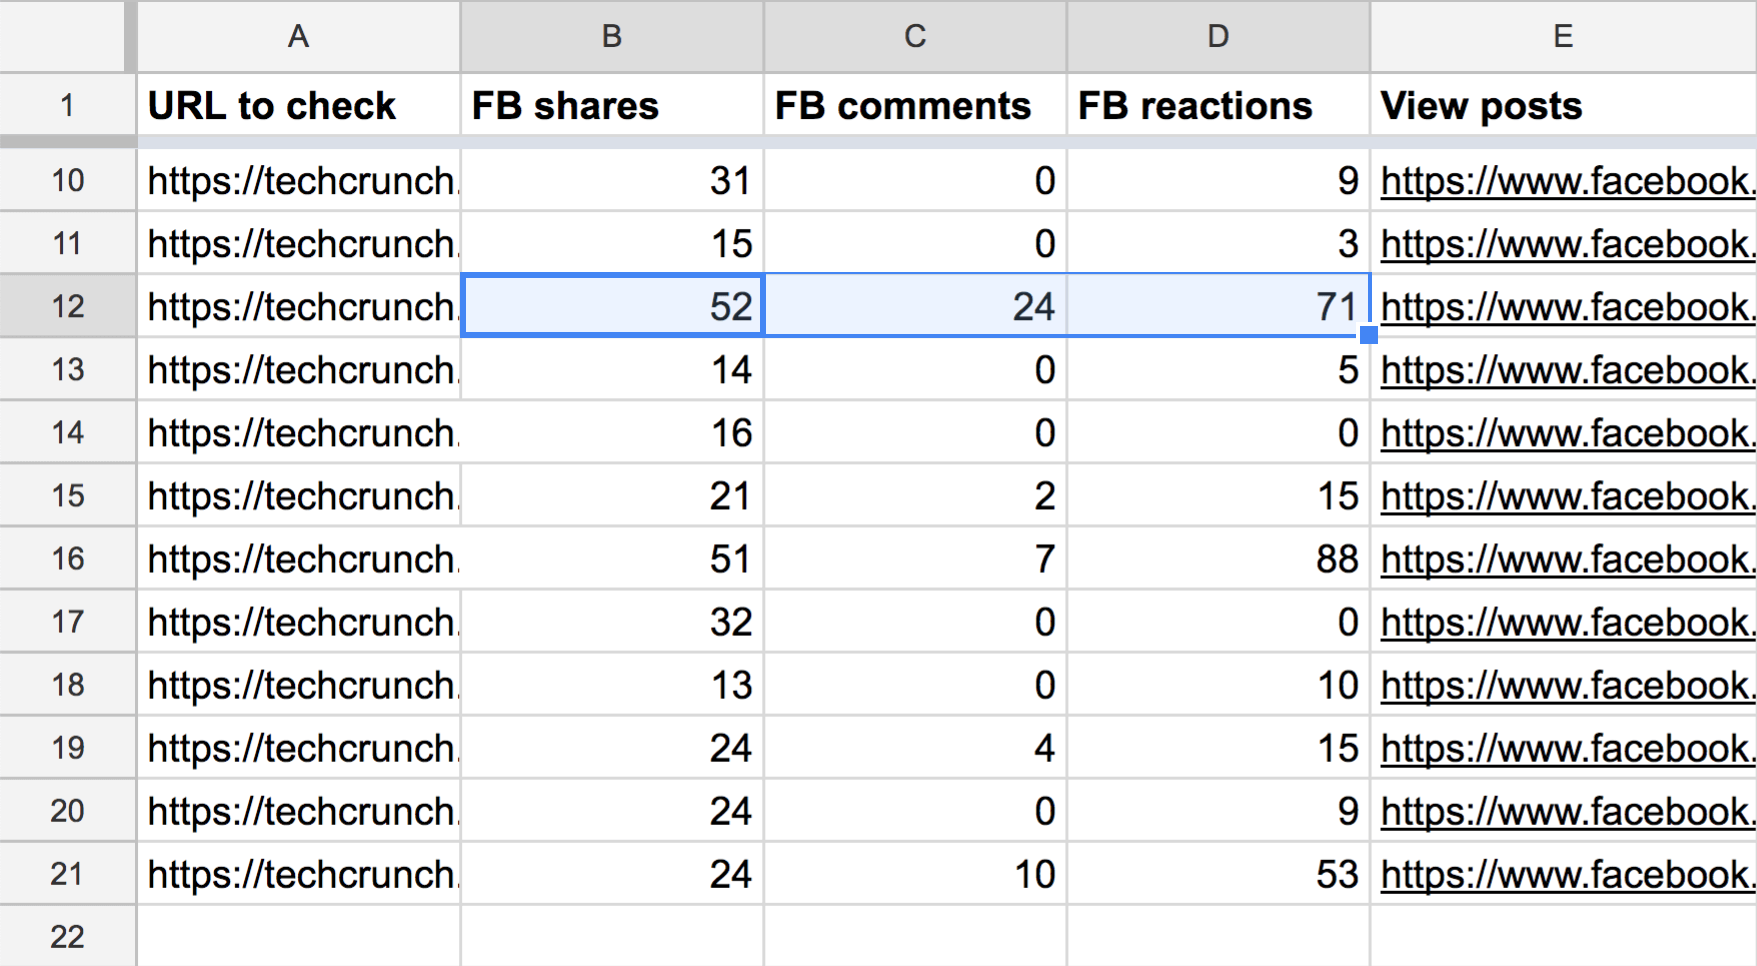 A B C D E
1 URL to check FB shares FB comments FB reactions View posts
10 https://techcrunch. 31 0 9 https://www.facebook.
11 https://techcrunch. 15 0 3 https://www.facebook.
12 https://techcrunch. 52 24 71 https://www.facebook.
13 https://techcrunch. 14 0 5 https://www.facebook.
14 https://techcrunch. 16 0 0 https://www.facebook.
15 https://techcrunch. 21 2 15 https://www.facebook.
16 https://techcrunch. 51 7 88 https://www.facebook.
17 https://techcrunch. 32 0 0 https://www.facebook.
18 https://techcrunch. 13 0 10 https://www.facebook.
19 https://techcrunch. 24 4 15 https://www.facebook.
20 https://techcrunch. 24 0 9 https://www.facebook.
21 https://techcrunch. 24 10 53 https://www.facebook.
22